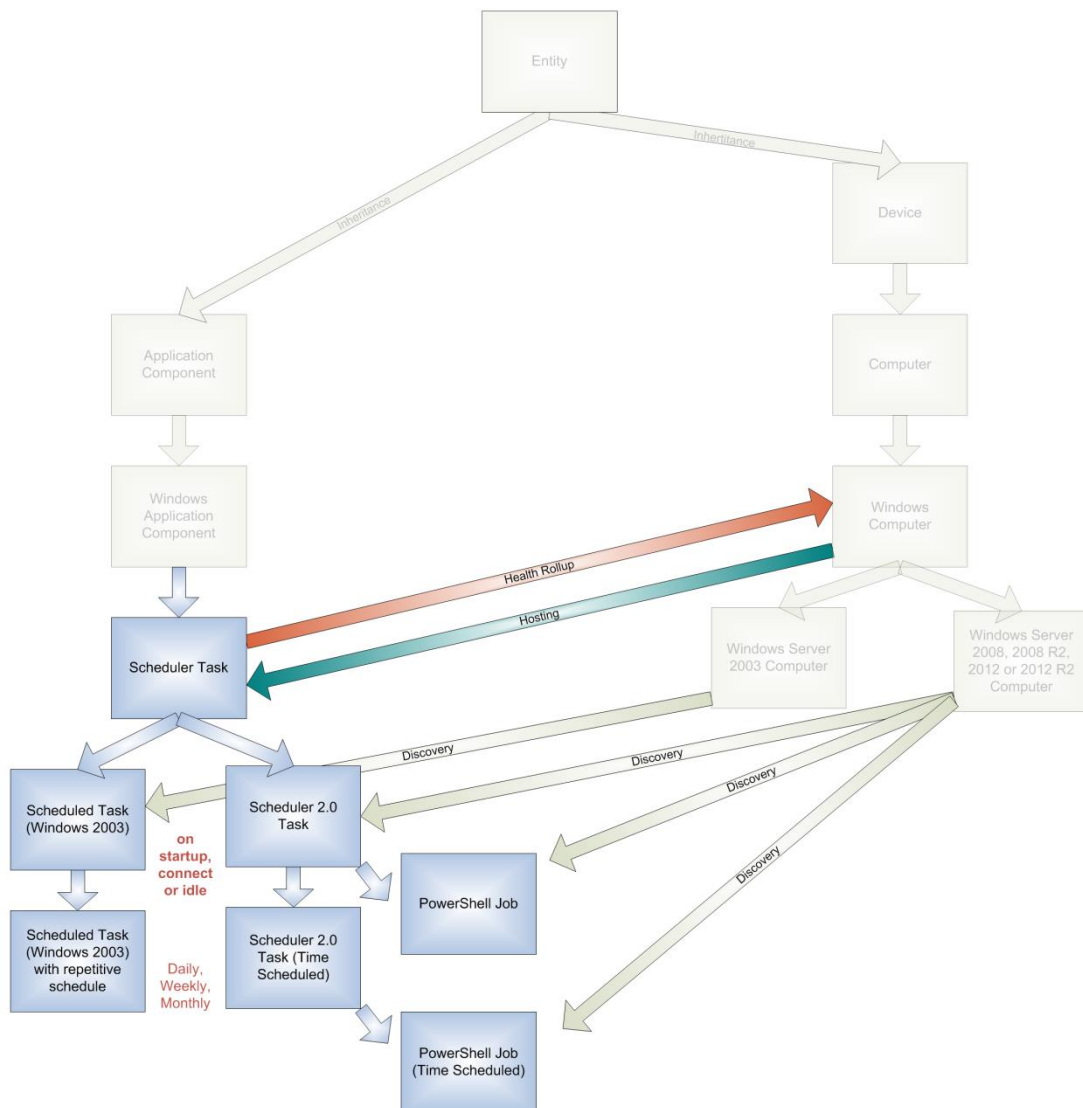 Entity
Inhertitance
Inheritance
Device
Application
Component
Computer
Windows
Application
Component
Windows
Computer
Health Rollup
Hosting
Scheduler Task
Windows Server
2003 Computer
Windows Server
2008, 2008 R2,
2012 or 2012 R2
Computer
Discovery
Discovery
Discovery
Discovery
Scheduled Task
(Windows 2003)
Scheduler 2.0
Task
on
startup,
connect
or idle
PowerShell Job
Scheduled Task
(Windows 2003)
with repetitive
schedule
Daily,
Weekly,
Monthly
Scheduler 2.0
Task (Time
Scheduled)
PowerShell Job
(Time Scheduled)